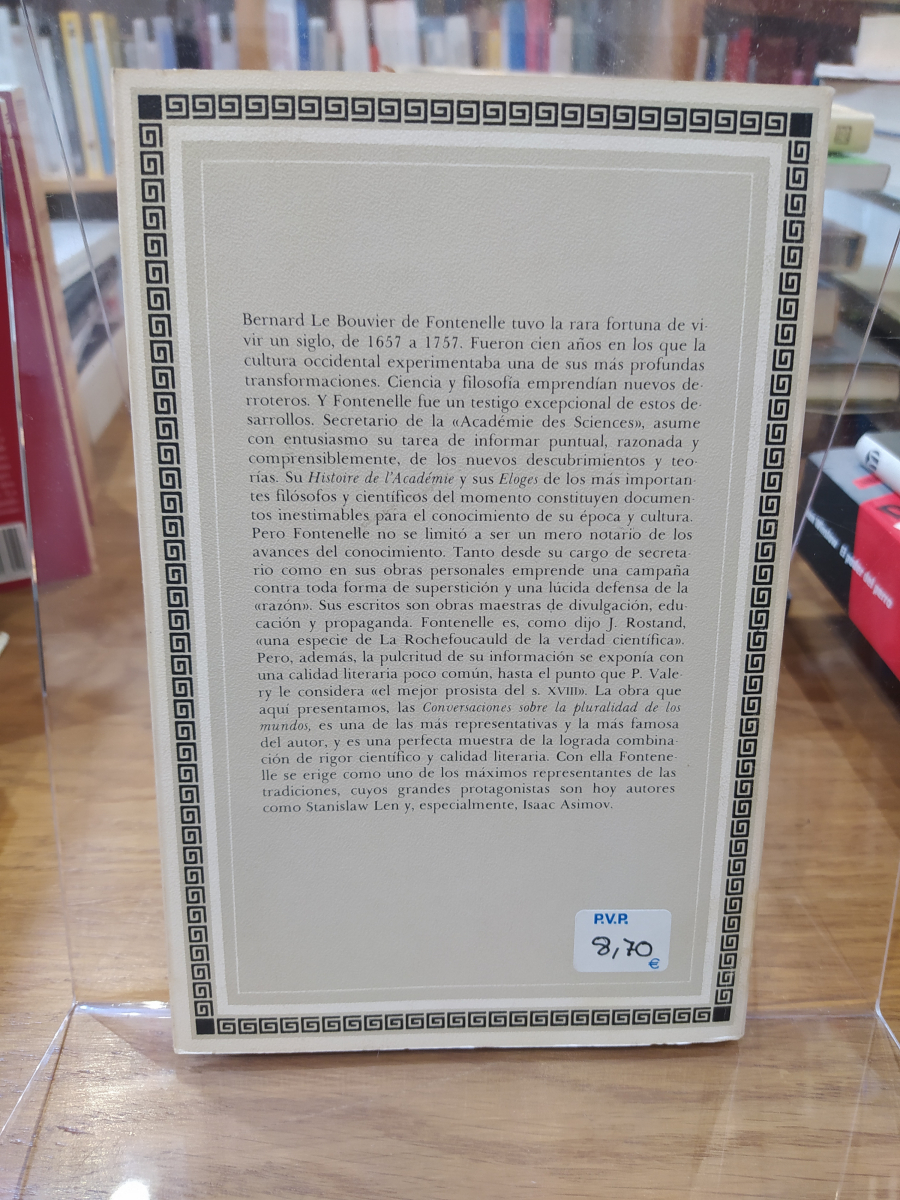 Bernard Le Bouvier de Fontenelle tuvo la rara fortuna de vi-
vir un siglo, de 1657 a 1757. Fueron cien años en los que la
cultura occidental experimentaba una de sus más profundas
transformaciones. Ciencia y filosofía emprendían nuevos de-
rroteros. Y Fontenelle fue un testigo excepcional de estos de-
sarrollos. Secretario de la «Académie des Sciences», asume
con entusiasmo su tarea de informar puntual, razonada y
comprensiblemente, de los nuevos descubrimientos y teo-
rías. Su Histoire de l'Académie y sus Eloges de los más importan-
tes filósofos y científicos del momento constituyen documen-
tos inestimables para el conocimiento de su época y cultura.
Pero Fontenelle no se limitó a ser un mero notario de los
avances del conocimiento. Tanto desde su cargo de secreta-
rio como en sus obras personales emprende una campaña
contra toda forma de superstición y una lúcida defensa de la
«razón». Sus escritos son obras maestras de divulgación, edu-
cación y propaganda. Fontenelle es, como dijo J. Rostand,
«una especie de La Rochefoucauld de la verdad científica».
Pero, además, la pulcritud de su información se exponía con
una calidad literaria poco común, hasta el punto que P. Vale-
ry le considera «el mejor prosista del s. XVIII». La obra que
aquí presentamos, las Conversaciones sobre la pluralidad de los
mundos, es una de las más representativas y la más famosa
del autor, y es una perfecta muestra de la lograda combina-
ción de rigor científico y calidad literaria. Con ella Fontene-
lle se erige como uno de los máximos representantes de las
tradiciones, cuyos grandes protagonistas son hoy autores
como Stanislaw Len y, especialmente, Isaac Asimov.
P.V.P.
8,70
€
El poder del perro